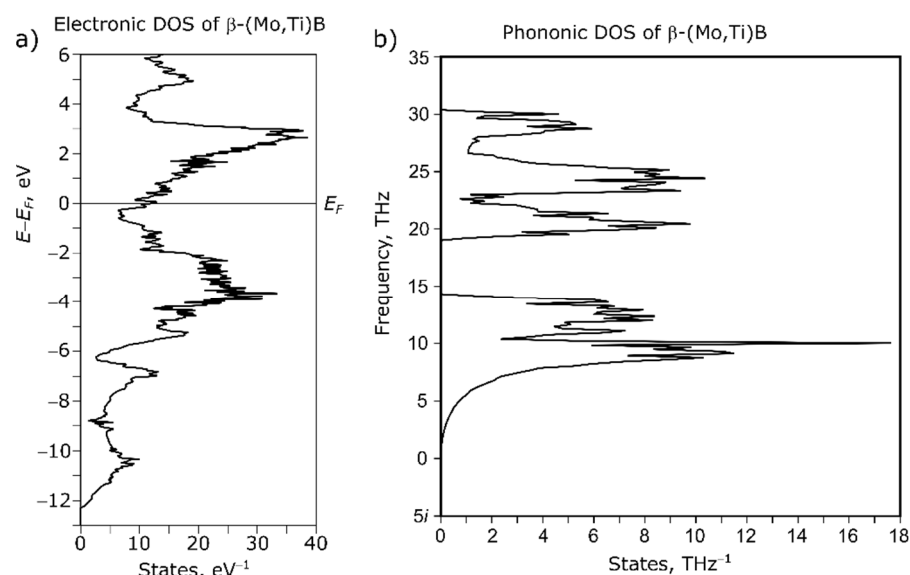 Electronic DOS of β-(Mo,Ti)B
a)
6
4
2
0
−2
−4
−6
−8
−10
−12
E−E_F, eV
E_F
0 10 20 30 40
States, eV⁻¹
Phononic DOS of β-(Mo,Ti)B
b)
35
30
25
20
15
10
5
0
5i
Frequency, THz
0 2 4 6 8 10 12 14 16 18
States, THz⁻¹